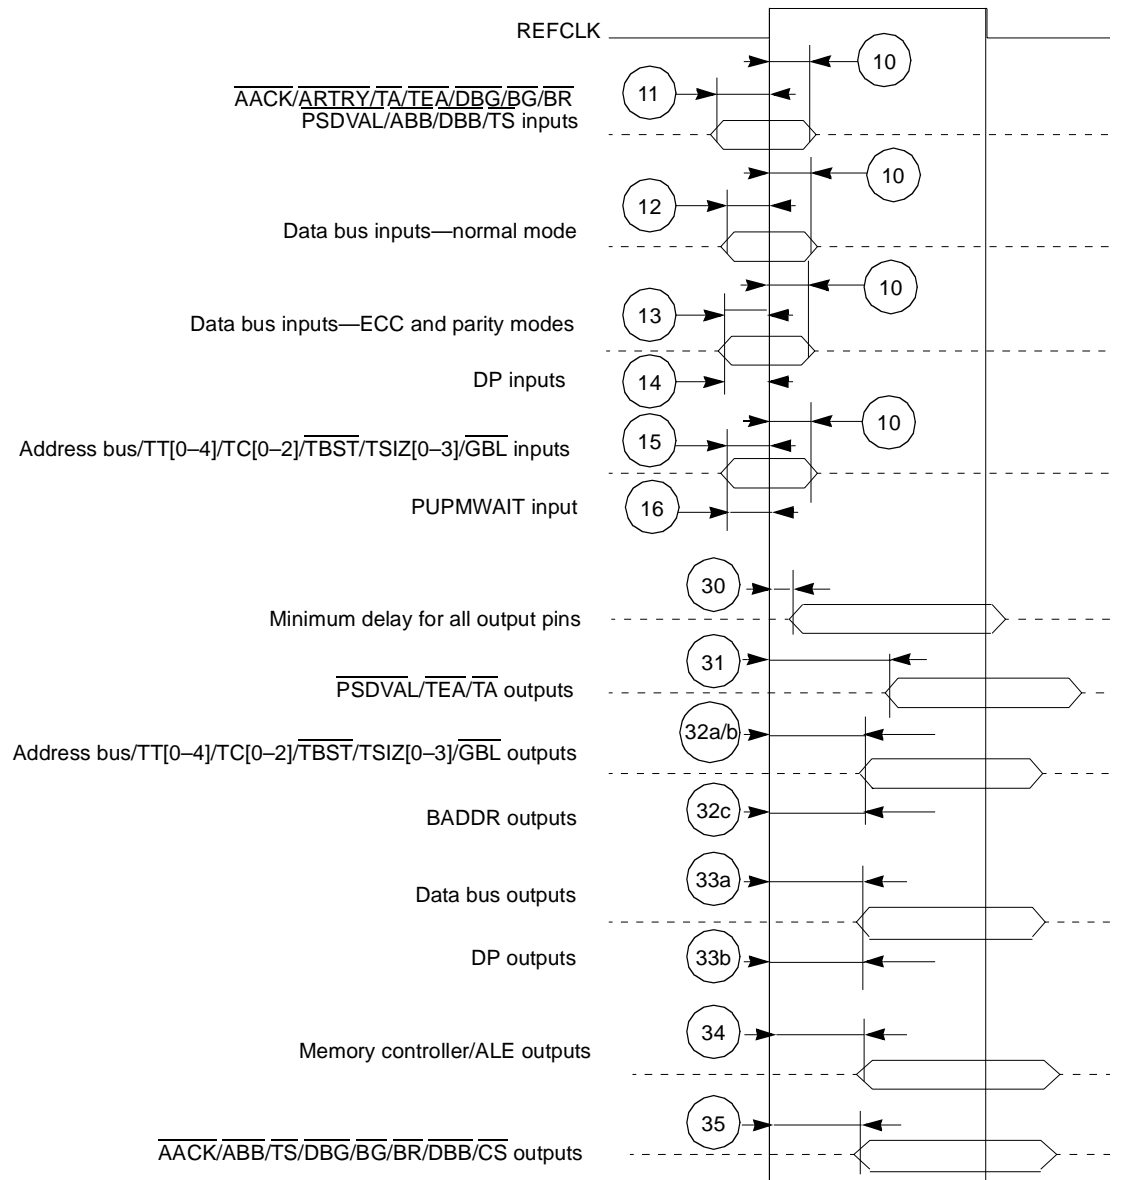 REFCLK
10
11
AACK/ARTRY/TA/TEA/DBG/BG/BR
PSDVAL/ABB/DBB/TS inputs
10
12
Data bus inputs—normal mode
10
13
Data bus inputs—ECC and parity modes
DP inputs
14
10
15
Address bus/TT[0–4]/TC[0–2]/TBST/TSIZ[0–3]/GBL inputs
PUPMWAIT input
16
30
Minimum delay for all output pins
31
PSDVAL/TEA/TA outputs
32a/b
Address bus/TT[0–4]/TC[0–2]/TBST/TSIZ[0–3]/GBL outputs
BADDR outputs
32c
33a
Data bus outputs
DP outputs
33b
34
Memory controller/ALE outputs
35
AACK/ABB/TS/DBG/BG/BR/DBB/CS outputs